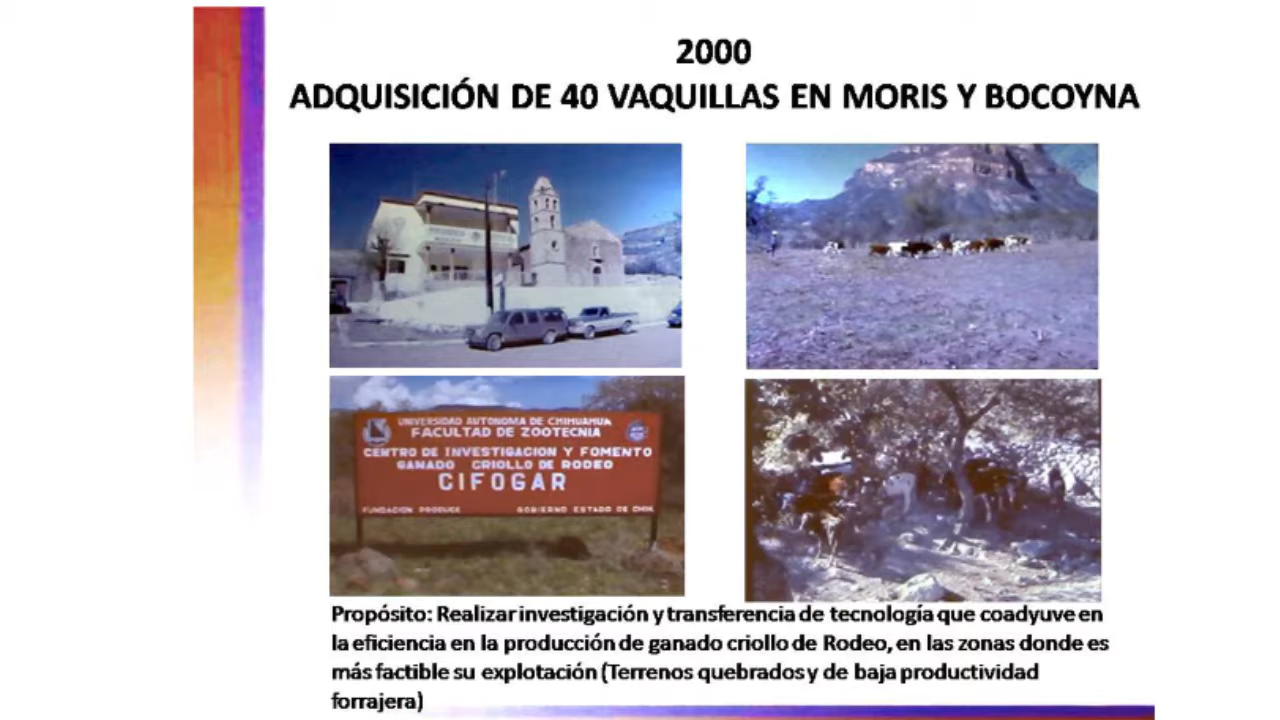 2000
ADQUISICIÓN DE 40 VAQUILLAS EN MORIS Y BOCOYNA
UNIVERSIDAD AUTONOMA DE CHIHUAHUA
FACULTAD DE ZOOTECNIA
CENTRO DE INVESTIGACION Y FOMENTO
GANADO CRIOLLO DE RODEO
CIFOGAR
FUNDACION PRODUCE GOBIERNO ESTADO DE CHIH.
Propósito: Realizar investigación y transferencia de tecnología que coadyuve en
la eficiencia en la producción de ganado criollo de Rodeo, en las zonas donde es
más factible su explotación (Terrenos quebrados y de baja productividad
forrajera)